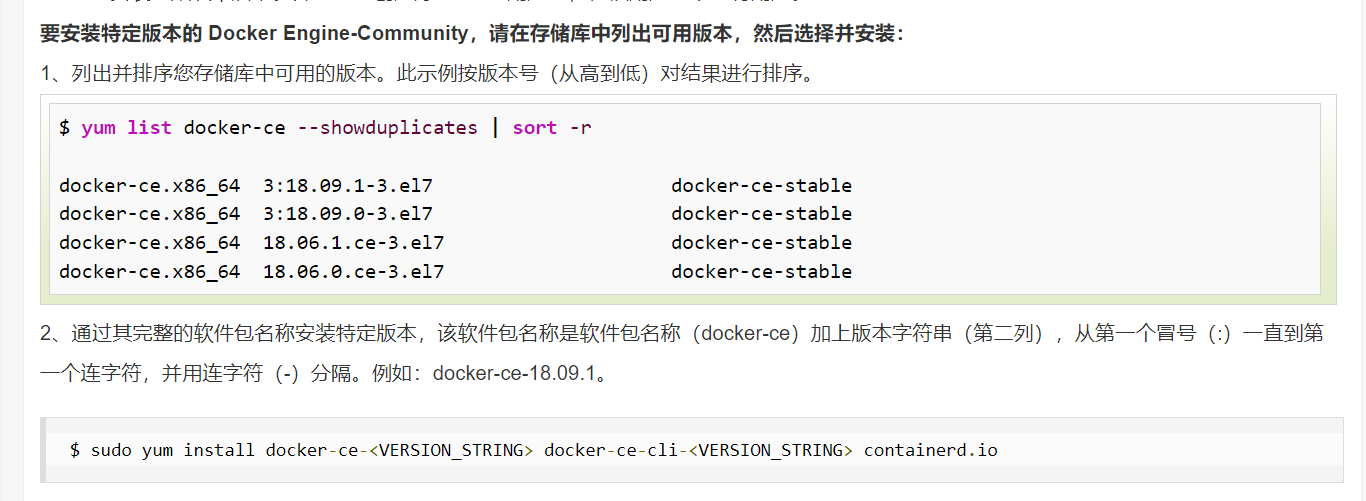 要安装特定版本的 Docker Engine-Community，请在存储库中列出可用版本，然后选择并安装：
1、列出并排序您存储库中可用的版本。此示例按版本号（从高到低）对结果进行排序。
$ yum list docker-ce --showduplicates | sort -r
docker-ce.x86_64  3:18.09.1-3.el7                     docker-ce-stable
docker-ce.x86_64  3:18.09.0-3.el7                     docker-ce-stable
docker-ce.x86_64  18.06.1.ce-3.el7                    docker-ce-stable
docker-ce.x86_64  18.06.0.ce-3.el7                    docker-ce-stable
2、通过其完整的软件包名称安装特定版本，该软件包名称是软件包名称（docker-ce）加上版本字符串（第二列），从第一个冒号（:）一直到第
一个连字符，并用连字符（-）分隔。例如：docker-ce-18.09.1。
$ sudo yum install docker-ce-<VERSION_STRING> docker-ce-cli-<VERSION_STRING> containerd.io